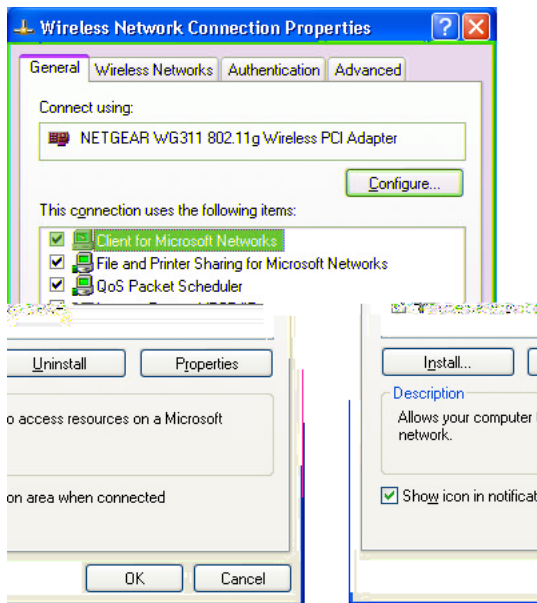 Wireless Network Connection Properties
General Wireless Networks Authentication Advanced
Connect using:
NETGEAR WG311 802.11g Wireless PCI Adapter
Configure...
This connection uses the following items:
Client for Microsoft Networks
File and Printer Sharing for Microsoft Networks
QoS Packet Scheduler
Uninstall Properties
o access resources on a Microsoft
on area when connected
OK Cancel
Install...
Description
Allows your computer
network.
Show icon in notificat